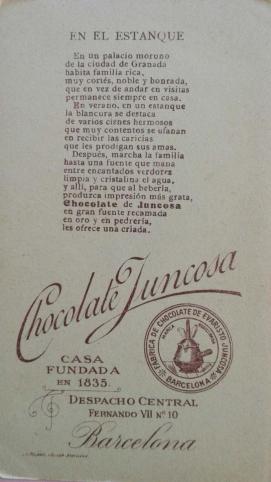 EN EL ESTANQUE
En un palacio moruno
de la ciudad de Granada
habita familia rica,
muy cortés, noble y honrada,
que en vez de andar en visitas
permanece siempre en casa.
En verano, en un estanque
la blancura se destaca
de varios cisnes hermosos
que muy contentos se ufanan
en recibir las caricias
que les prodigan sus amas.
Después, marcha la familia
hasta una fuente que mana
entre encantados verdores
limpia y cristalina el agua,
y allí, para que al beberla,
produzca impresión más grata,
Chocolate de Juncosa
en gran fuente recamada
en oro y en pedrería,
les ofrece una criada.
Chocolate Juncosa
FABRICA DE CHOCOLATE DE EVARISTO JUNCOSA
BARCELONA
MARCA
CASA
FUNDADA
EN 1835.
DESPACHO CENTRAL
FERNANDO VII Nº 10
Barcelona